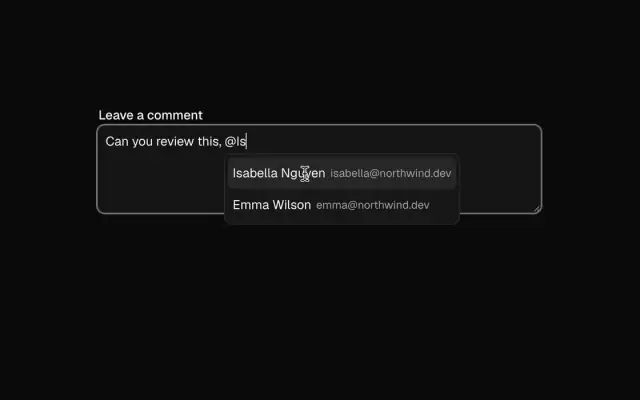 Leave a comment
Can you review this, @Is
Isabella Nguyen isabella@northwind.dev
Emma Wilson emma@northwind.dev